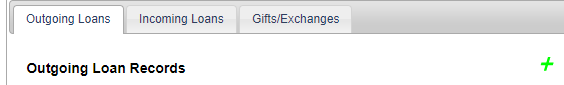 Outgoing Loans Incoming Loans Gifts/Exchanges
Outgoing Loan Records +